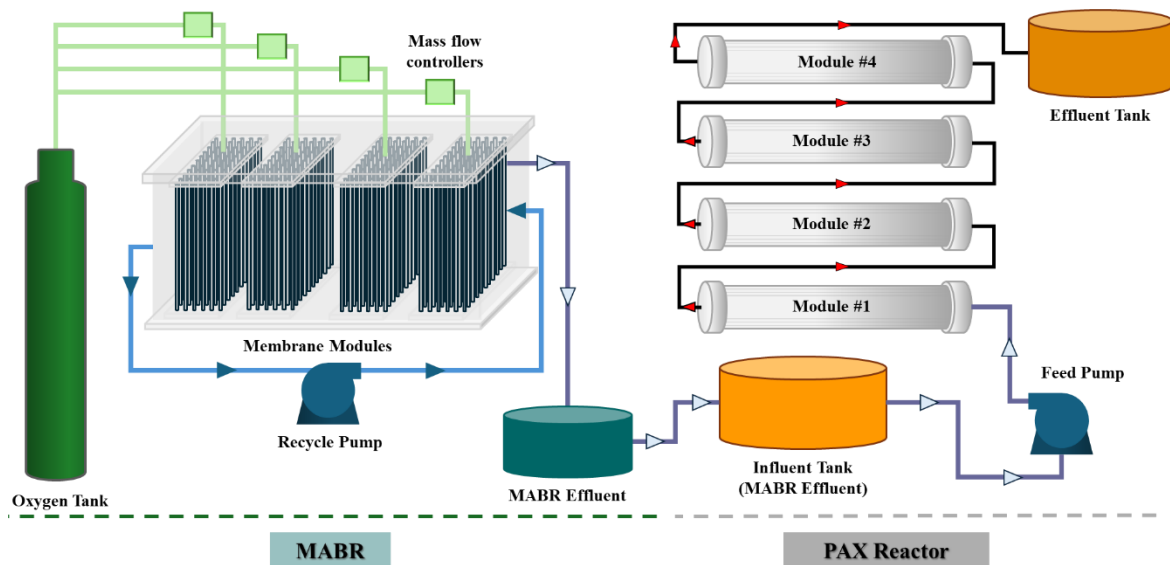 Mass flow
controllers
Membrane Modules
Recycle Pump
Oxygen Tank
MABR Effluent
MABR
Module #4
Effluent Tank
Module #3
Module #2
Module #1
Feed Pump
Influent Tank
(MABR Effluent)
PAX Reactor